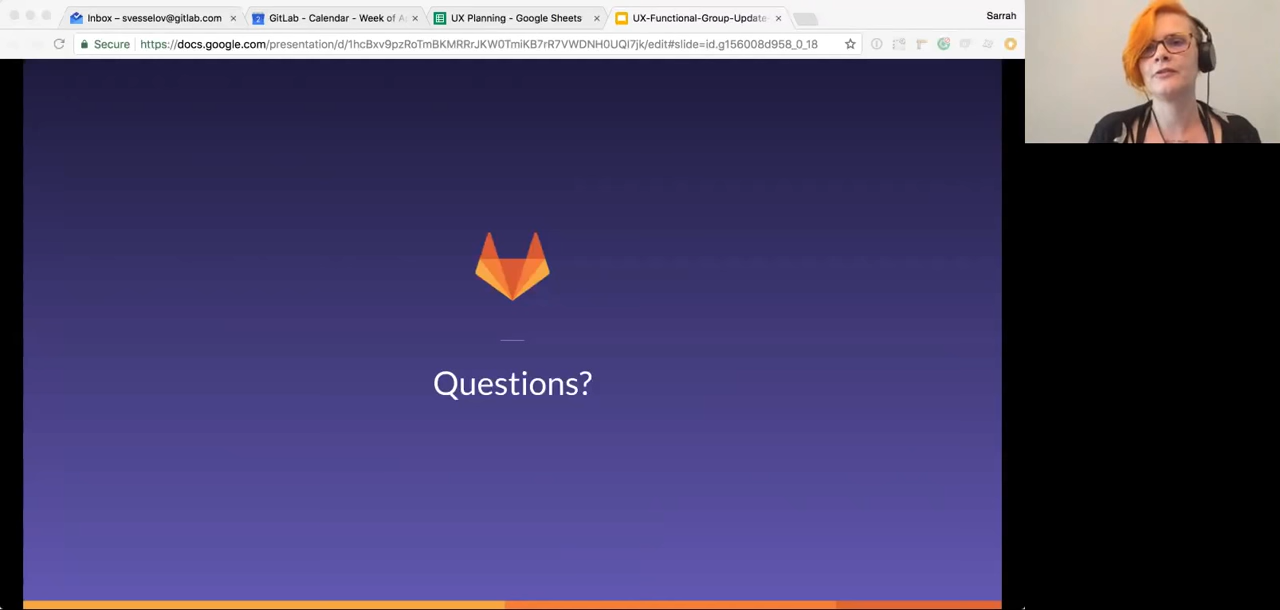 Inbox – svesselov@gitlab.com
GitLab - Calendar - Week of A
UX Planning - Google Sheets
UX-Functional-Group-Update-
Sarrah
Secure
https://docs.google.com/presentation/d/1hcBxv9pzRoTmBKMRRrJKW0TmiKB7rR7VWDNH0UQI7jk/edit#slide=id.g156008d958_0_18
Questions?